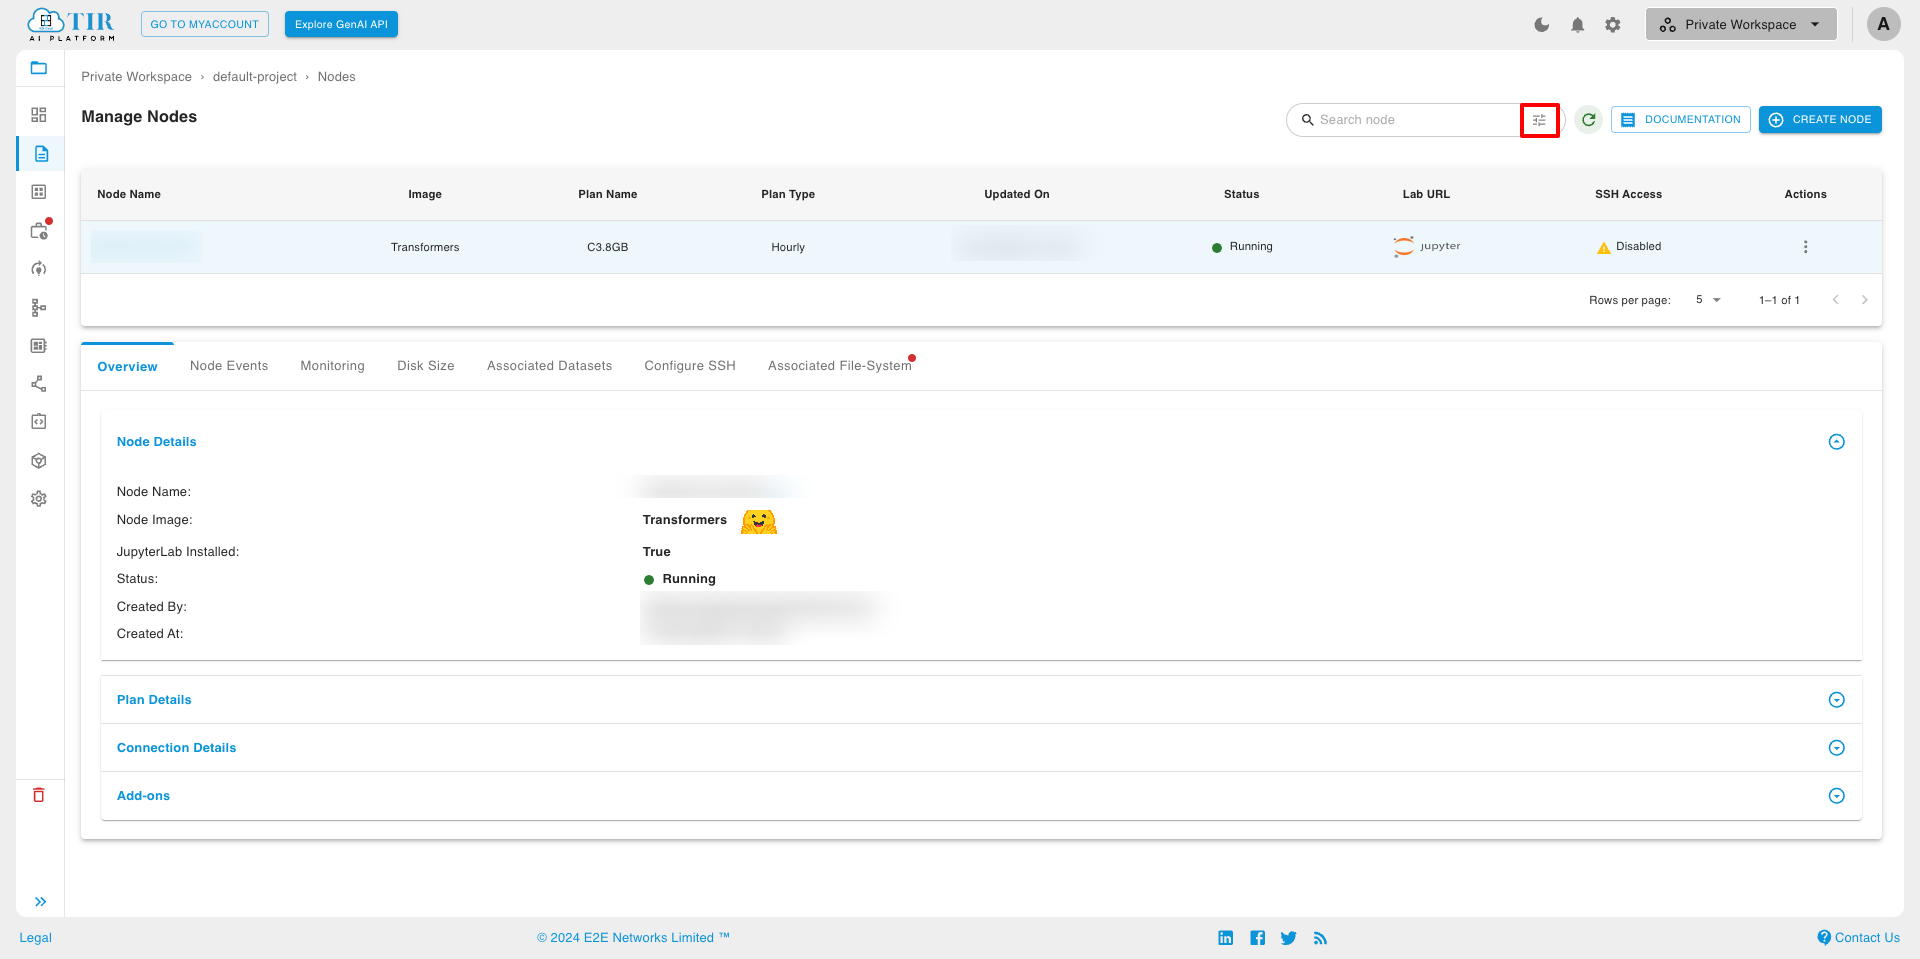 TIR
AI PLATFORM
GO TO MYACCOUNT
Explore GenAI API
Private Workspace
A
Private Workspace › default-project › Nodes
Manage Nodes
Search node
DOCUMENTATION
CREATE NODE
Node Name Image Plan Name Plan Type Updated On Status Lab URL SSH Access Actions
Transformers C3.8GB Hourly Running jupyter Disabled
Rows per page: 5 1–1 of 1
Overview Node Events Monitoring Disk Size Associated Datasets Configure SSH Associated File-System
Node Details
Node Name:
Node Image: Transformers
JupyterLab Installed: True
Status: Running
Created By:
Created At:
Plan Details
Connection Details
Add-ons
Legal
© 2024 E2E Networks Limited ™
Contact Us